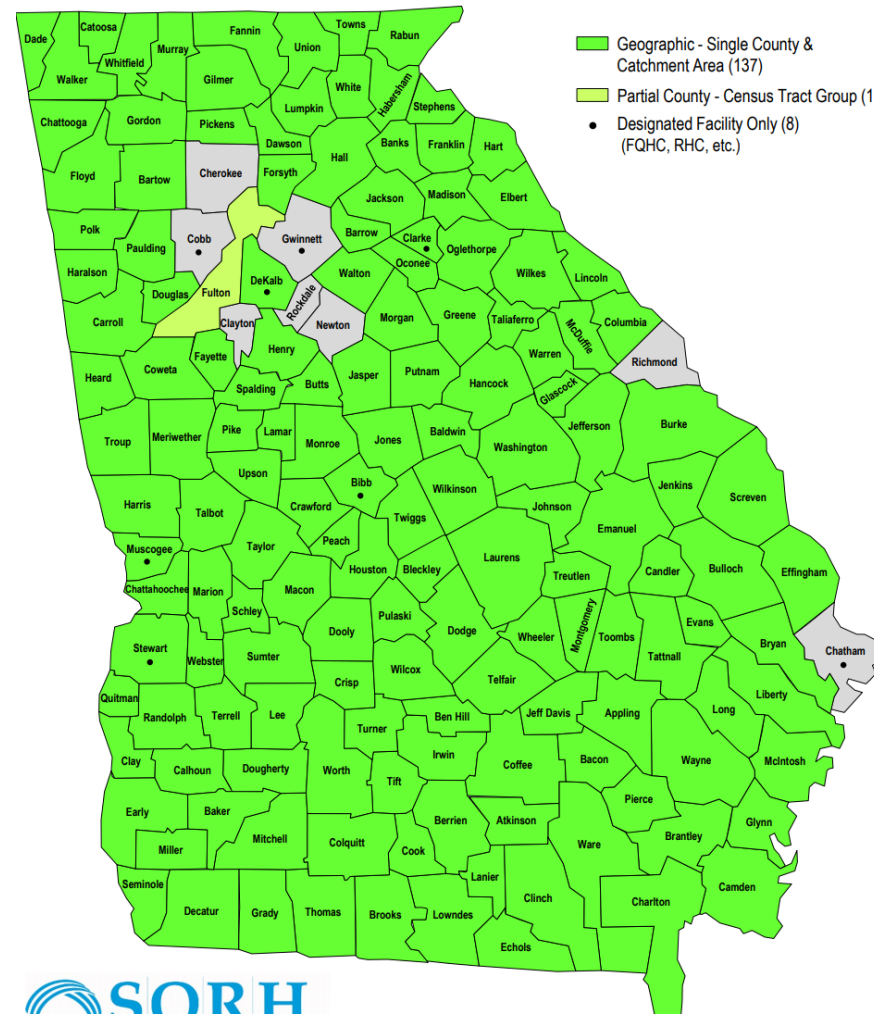 Geographic - Single County &
Catchment Area (137)
Partial County - Census Tract Group (1
Designated Facility Only (8)
(FQHC, RHC, etc.)
Dade
Catoosa
Whitfield
Murray
Fannin
Union
Towns
Rabun
Walker
Gilmer
White
Habersham
Stephens
Lumpkin
Chattooga
Gordon
Pickens
Dawson
Banks
Franklin
Hart
Hall
Floyd
Bartow
Cherokee
Forsyth
Jackson
Madison
Elbert
Polk
Paulding
Cobb
Gwinnett
Barrow
Clarke
Oconee
Oglethorpe
Wilkes
Lincoln
Haralson
Douglas
Fulton
DeKalb
Rockdale
Walton
Carroll
Clayton
Newton
Morgan
Greene
Taliaferro
McDuffie
Columbia
Richmond
Heard
Coweta
Fayette
Henry
Spalding
Butts
Jasper
Putnam
Hancock
Warren
Glascock
Jefferson
Burke
Troup
Meriwether
Pike
Lamar
Monroe
Jones
Baldwin
Washington
Upson
Bibb
Wilkinson
Jenkins
Screven
Harris
Talbot
Crawford
Twiggs
Johnson
Emanuel
Muscogee
Taylor
Peach
Houston
Bleckley
Laurens
Treutlen
Candler
Bulloch
Effingham
Chattahoochee
Marion
Macon
Schley
Dooly
Pulaski
Dodge
Wheeler
Montgomery
Toombs
Evans
Tattnall
Bryan
Chatham
Stewart
Webster
Sumter
Crisp
Wilcox
Telfair
Liberty
Long
Quitman
Randolph
Terrell
Lee
Turner
Ben Hill
Jeff Davis
Appling
Clay
Calhoun
Dougherty
Worth
Tift
Irwin
Coffee
Bacon
Wayne
McIntosh
Early
Baker
Mitchell
Miller
Colquitt
Cook
Berrien
Atkinson
Ware
Pierce
Brantley
Glynn
Seminole
Decatur
Grady
Thomas
Brooks
Lowndes
Lanier
Clinch
Echols
Charlton
Camden
SORH